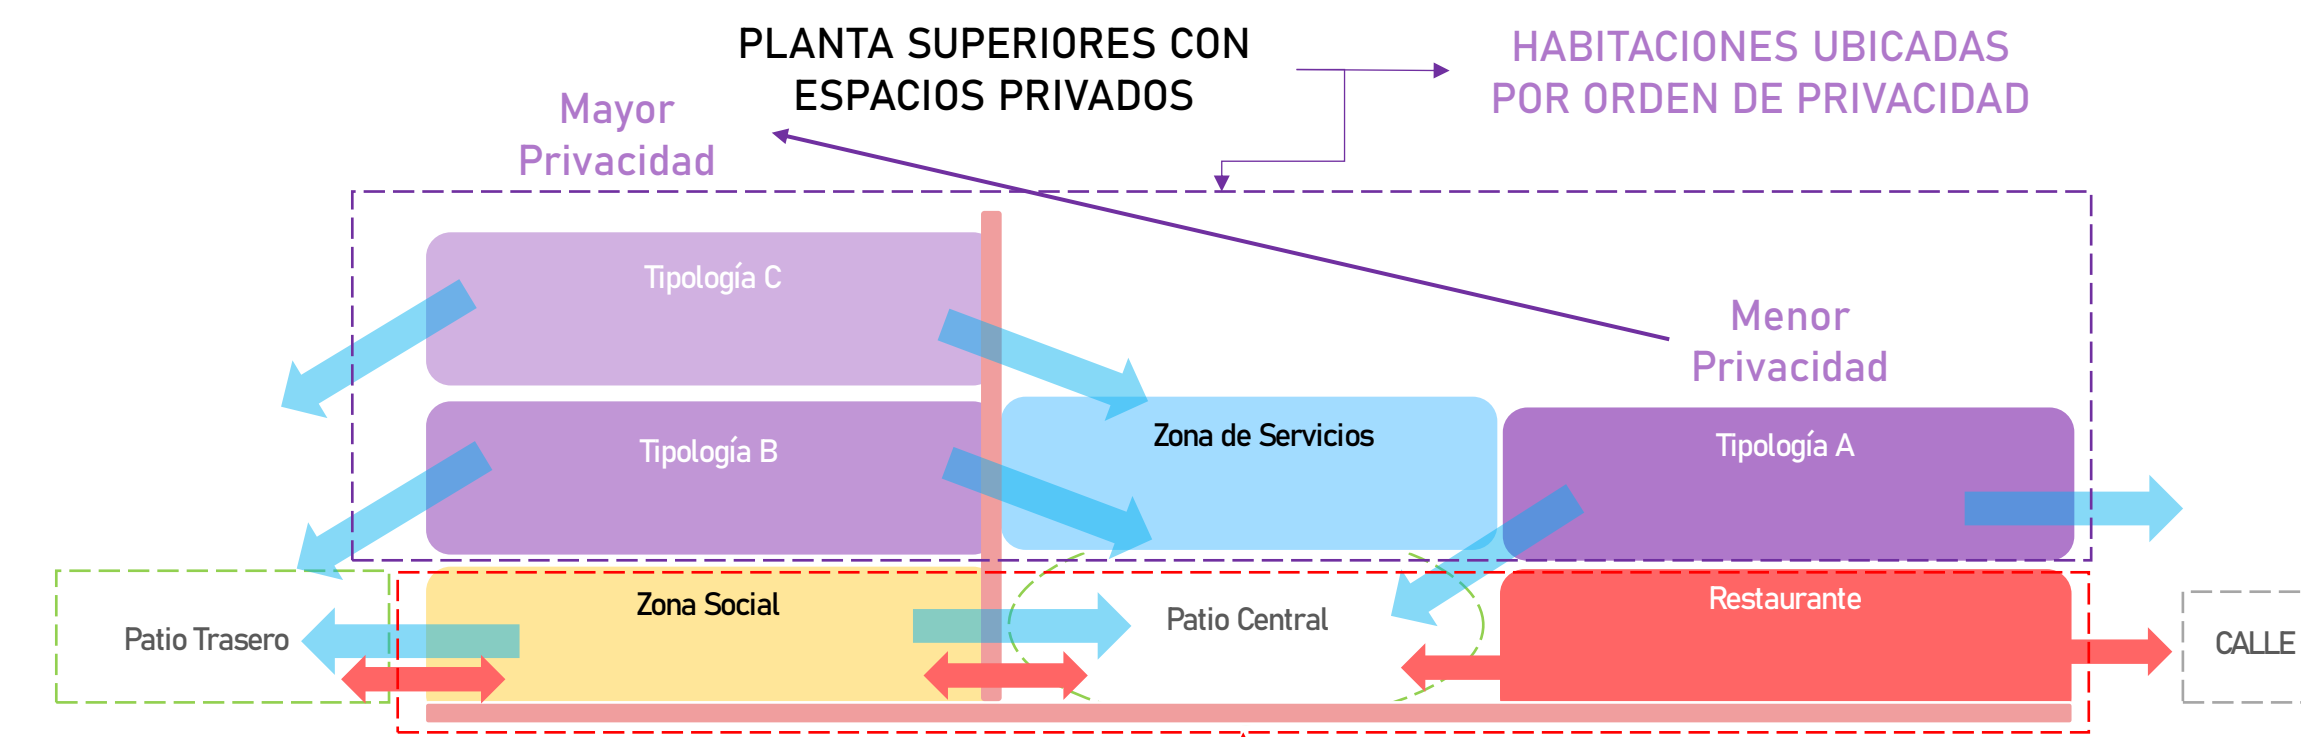 PLANTA SUPERIORES CON
ESPACIOS PRIVADOS
HABITACIONES UBICADAS
POR ORDEN DE PRIVACIDAD
Mayor
Privacidad
Tipología C
Menor
Privacidad
Tipología B
Zona de Servicios
Tipología A
Patio Trasero
Zona Social
Patio Central
Restaurante
CALLE